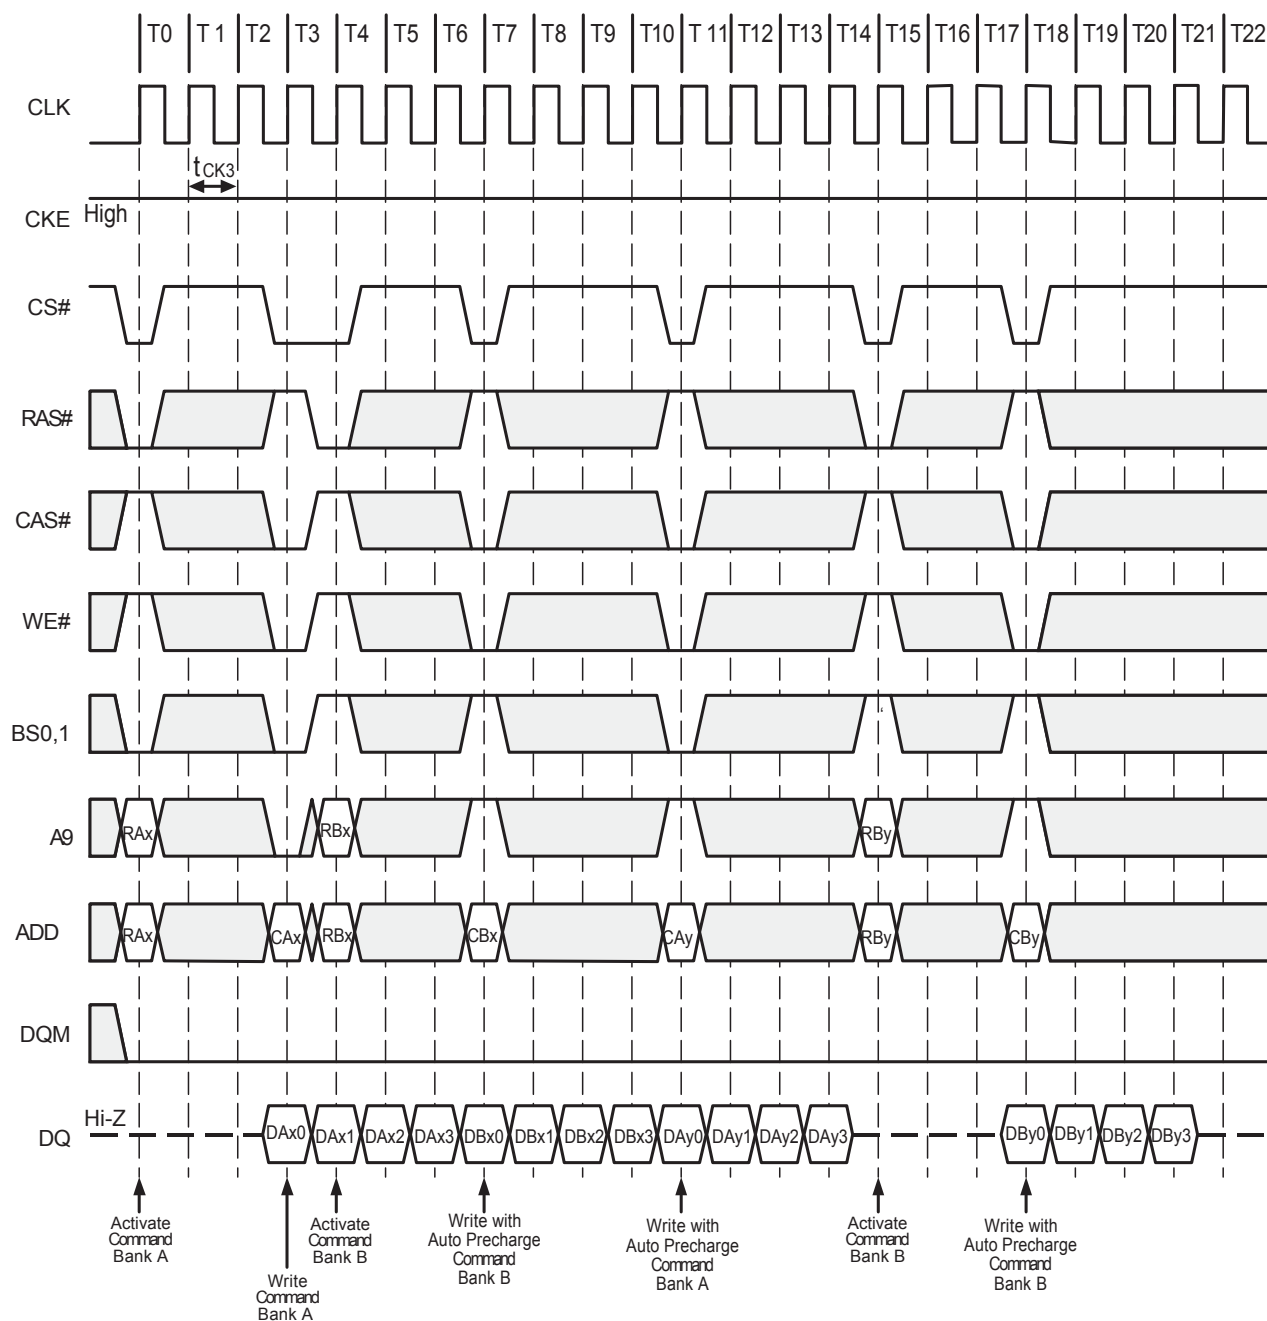 T0 T 1 T2 T3 T4 T5 T6 T7 T8 T9 T10 T 11 T12 T13 T14 T15 T16 T17 T18 T19 T20 T21 T22
CLK
tCK3
CKE High
CS#
RAS#
CAS#
WE#
BS0,1
A9 RAx RBx RBy
ADD RAx CAx RBx CBx CAy RBy CBy
DQM
Hi-Z
DQ DAx0 DAx1 DAx2 DAx3 DBx0 DBx1 DBx2 DBx3 DAy0 DAy1 DAy2 DAy3 DBy0 DBy1 DBy2 DBy3
Activate
Command
Bank A
Write
Command
Bank A
Activate
Command
Bank B
Write with
Auto Precharge
Command
Bank B
Write with
Auto Precharge
Command
Bank A
Activate
Command
Bank B
Write with
Auto Precharge
Command
Bank B